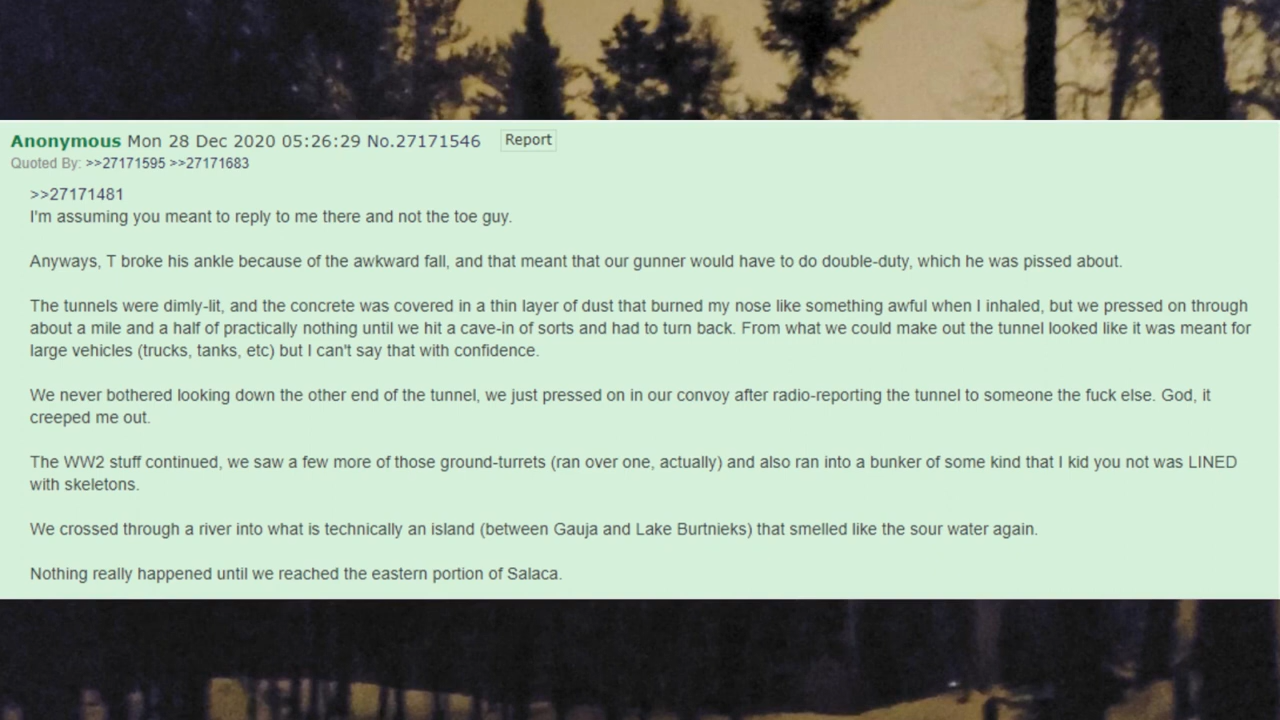 Anonymous Mon 28 Dec 2020 05:26:29 No.27171546 Report
Quoted By: >>27171595 >>27171683
>>27171481
I'm assuming you meant to reply to me there and not the toe guy.
Anyways, T broke his ankle because of the awkward fall, and that meant that our gunner would have to do double-duty, which he was pissed about.
The tunnels were dimly-lit, and the concrete was covered in a thin layer of dust that burned my nose like something awful when I inhaled, but we pressed on through
about a mile and a half of practically nothing until we hit a cave-in of sorts and had to turn back. From what we could make out the tunnel looked like it was meant for
large vehicles (trucks, tanks, etc) but I can't say that with confidence.
We never bothered looking down the other end of the tunnel, we just pressed on in our convoy after radio-reporting the tunnel to someone the fuck else. God, it
creeped me out.
The WW2 stuff continued, we saw a few more of those ground-turrets (ran over one, actually) and also ran into a bunker of some kind that I kid you not was LINED
with skeletons.
We crossed through a river into what is technically an island (between Gauja and Lake Burtnieks) that smelled like the sour water again.
Nothing really happened until we reached the eastern portion of Salaca.